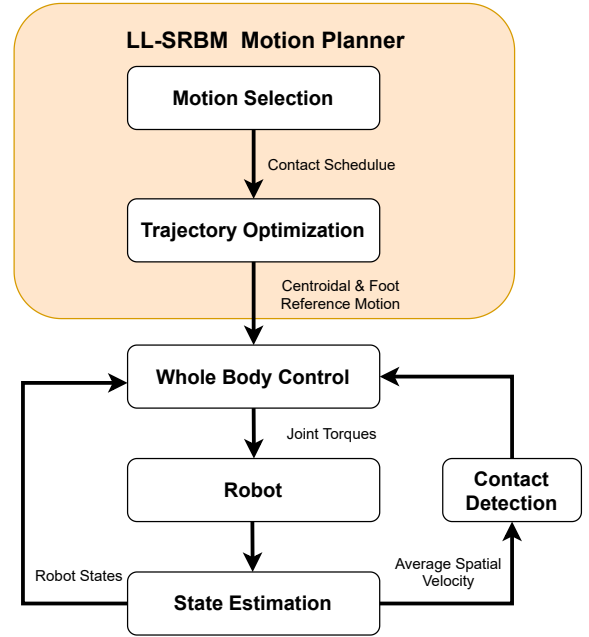 LL-SRBM Motion Planner
Motion Selection
Contact Schedulue
Trajectory Optimization
Centroidal & Foot
Reference Motion
Whole Body Control
Joint Torques
Robot
Contact
Detection
Robot States
Average Spatial
Velocity
State Estimation